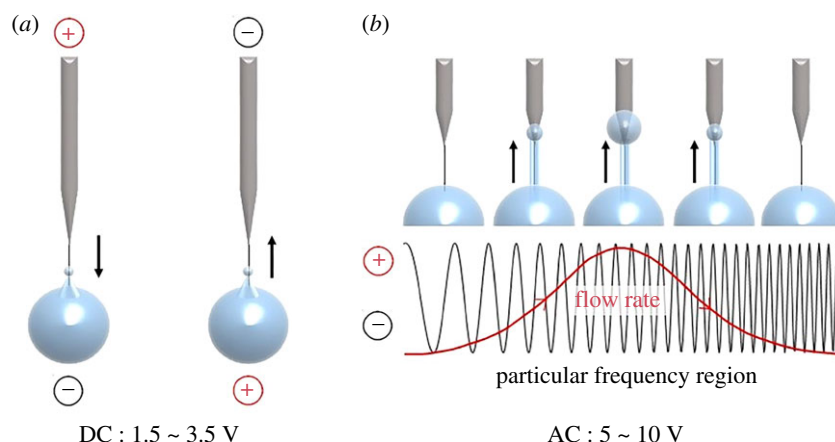 (a)
+
−
(b)
+
flow rate
−
−
+
particular frequency region
DC : 1.5 ~ 3.5 V
AC : 5 ~ 10 V